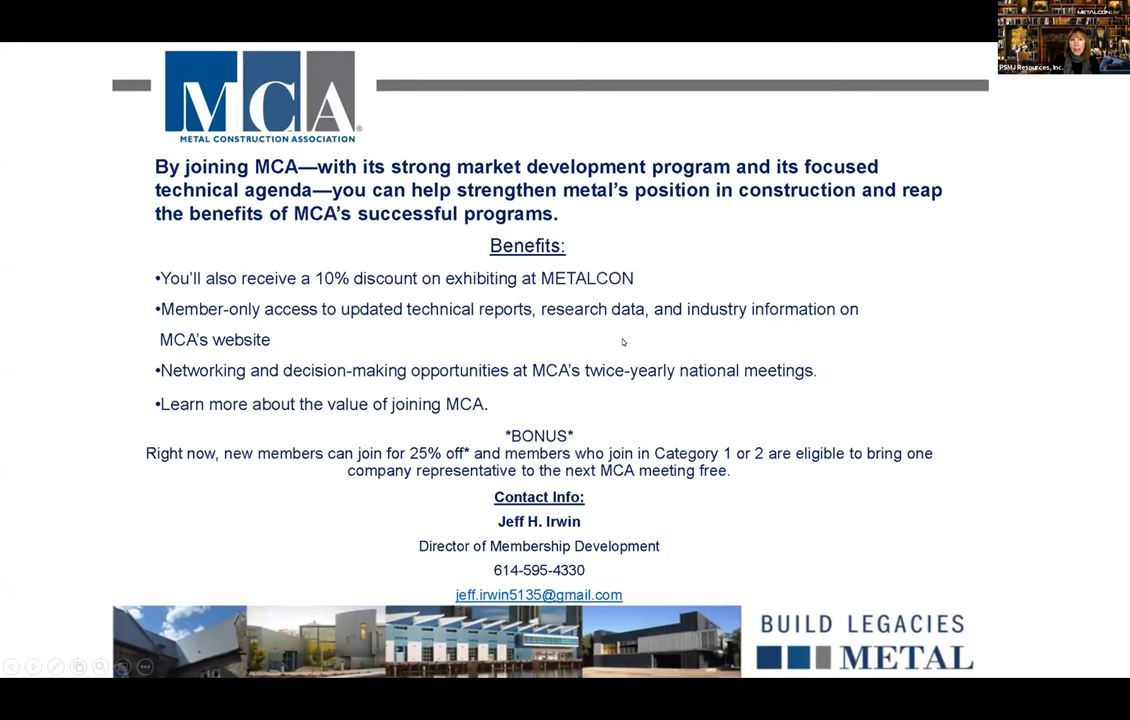 METALCON
PSMJ Resources, Inc.
MCA®
METAL CONSTRUCTION ASSOCIATION
By joining MCA—with its strong market development program and its focused
technical agenda—you can help strengthen metal's position in construction and reap
the benefits of MCA's successful programs.
Benefits:
•You'll also receive a 10% discount on exhibiting at METALCON
•Member-only access to updated technical reports, research data, and industry information on
MCA's website
•Networking and decision-making opportunities at MCA's twice-yearly national meetings.
•Learn more about the value of joining MCA.
*BONUS*
Right now, new members can join for 25% off* and members who join in Category 1 or 2 are eligible to bring one
company representative to the next MCA meeting free.
Contact Info:
Jeff H. Irwin
Director of Membership Development
614-595-4330
jeff.irwin5135@gmail.com
BUILD LEGACIES
METAL